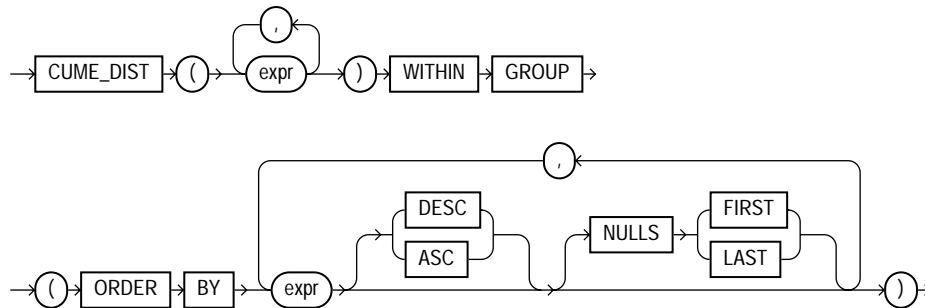 ,
CUME_DIST ( expr ) WITHIN GROUP
,
DESC FIRST
NULLS
ASC LAST
( ORDER BY expr )